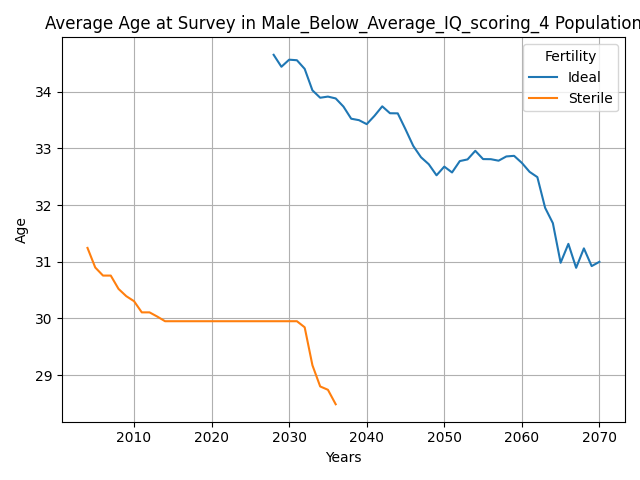 Average Age at Survey in Male_Below_Average_IQ_scoring_4 Population
Fertility
Ideal
Sterile
Age
34
33
32
31
30
29
2010 2020 2030 2040 2050 2060 2070
Years